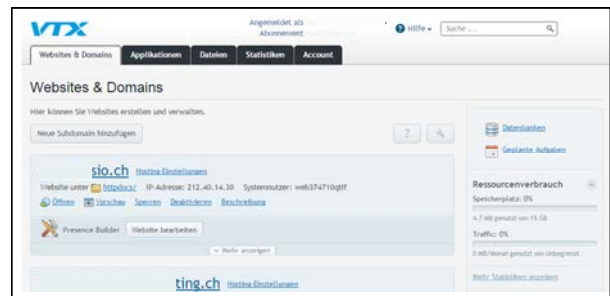 VTX
Angemeldet als
Abonnement
Hilfe
Suche ...
Websites & Domains Applikationen Dateien Statistiken Account
Websites & Domains
Hier können Sie Websites erstellen und verwalten.
Neue Subdomain hinzufügen
?
Datenbanken
Geplante Aufgaben
sio.ch Hosting-Einstellungen
Website unter httpdocs/ IP-Adresse: 212.40.14.30 Systemnutzer:
Öffnen Vorschau Sperren Deaktivieren Beschreibung
Presence Builder Website bearbeiten
Mehr anzeigen
ting.ch Hosting-Einstellungen
Ressourcenverbrauch
Speicherplatz: 0%
4.7 MB genutzt von 15 GB
Traffic: 0%
0 MB/Monat genutzt von Unbegrenzt
Mehr Statistiken anzeigen